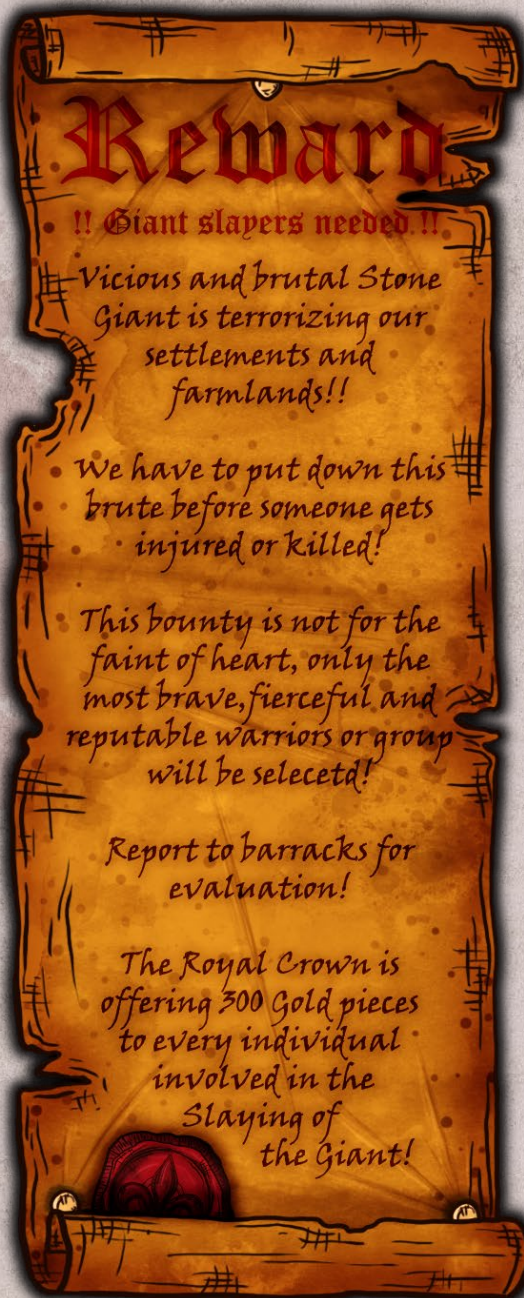 Reward
!! Giant slayers needed !!
Vicious and brutal Stone
Giant is terrorizing our
settlements and
farmlands!!
We have to put down this
brute before someone gets
injured or killed!
This bounty is not for the
faint of heart, only the
most brave, fierceful and
reputable warriors or group
will be selecetd!
Report to barracks for
evaluation!
The Royal Crown is
offering 300 Gold pieces
to every individual
involved in the
Slaying of
the Giant!